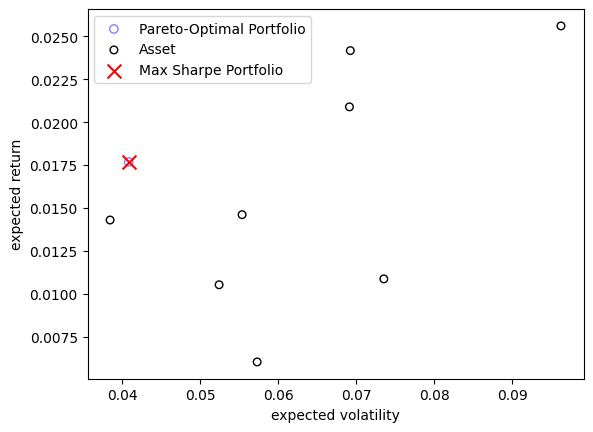 Pareto-Optimal Portfolio
Asset
Max Sharpe Portfolio
expected return
0.0250
0.0225
0.0200
0.0175
0.0150
0.0125
0.0100
0.0075
0.04 0.05 0.06 0.07 0.08 0.09
expected volatility